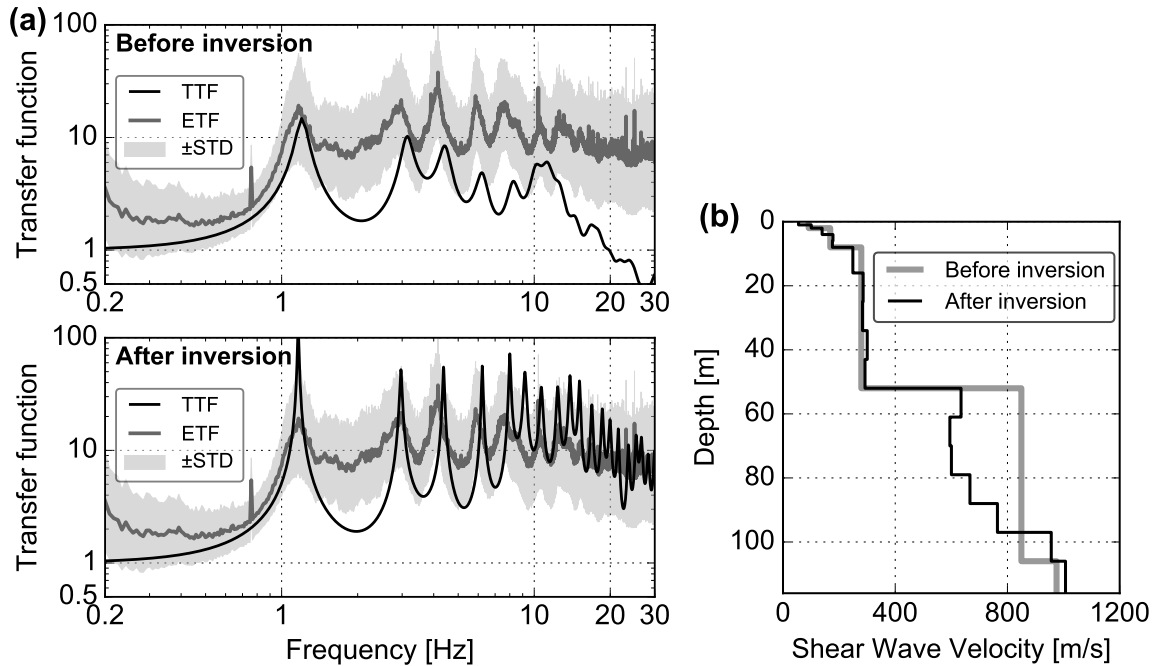 (a)
100
Before inversion
TTF
ETF
±STD
10
1
0.5
0.2
1
10
20
30
Transfer function
100
After inversion
TTF
ETF
±STD
10
1
0.5
0.2
1
10
20
30
Transfer function
Frequency [Hz]
(b)
0
20
40
60
80
100
Depth [m]
Before inversion
After inversion
0
400
800
1200
Shear Wave Velocity [m/s]